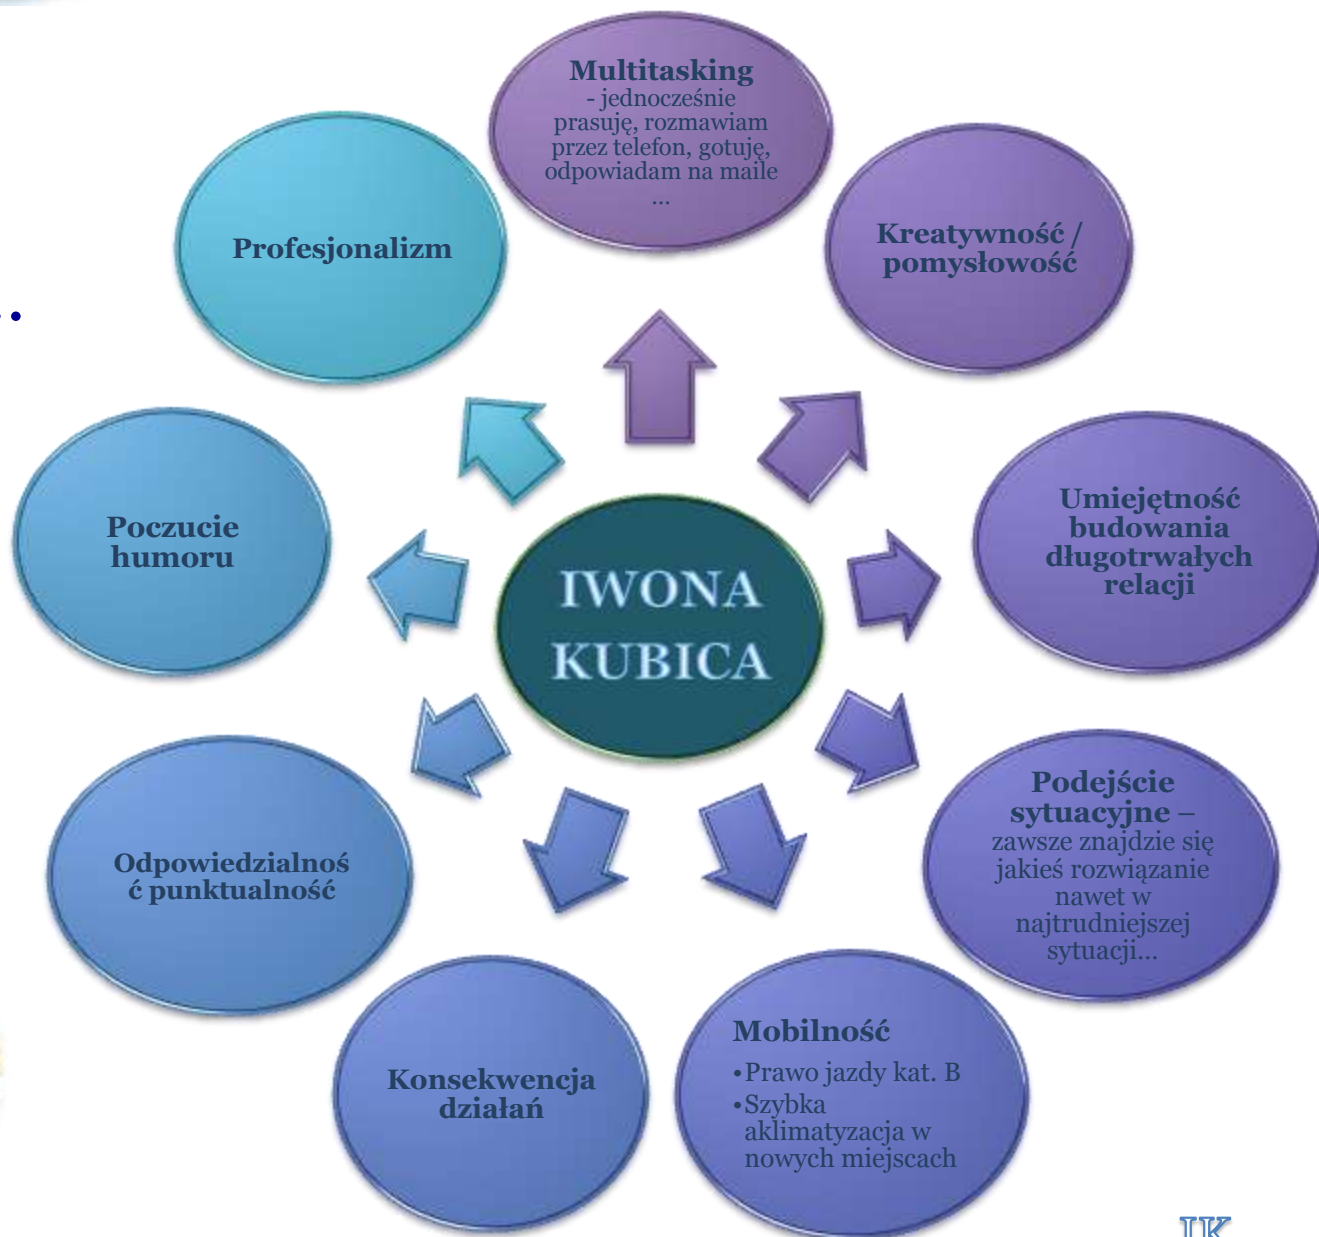 Multitasking
- jednocześnie
prasuję, rozmawiam
przez telefon, gotuję,
odpowiadam na maile
...
Kreatywność /
pomysłowość
Umiejętność
budowania
długotrwałych
relacji
Podejście
sytuacyjne –
zawsze znajdzie się
jakieś rozwiązanie
nawet w
najtrudniejszej
sytuacji...
Mobilność
•Prawo jazdy kat. B
•Szybka
aklimatyzacja w
nowych miejscach
Konsekwencja
działań
Odpowiedzialnoś
ć punktualność
Poczucie
humoru
Profesjonalizm
IWONA
KUBICA
IK